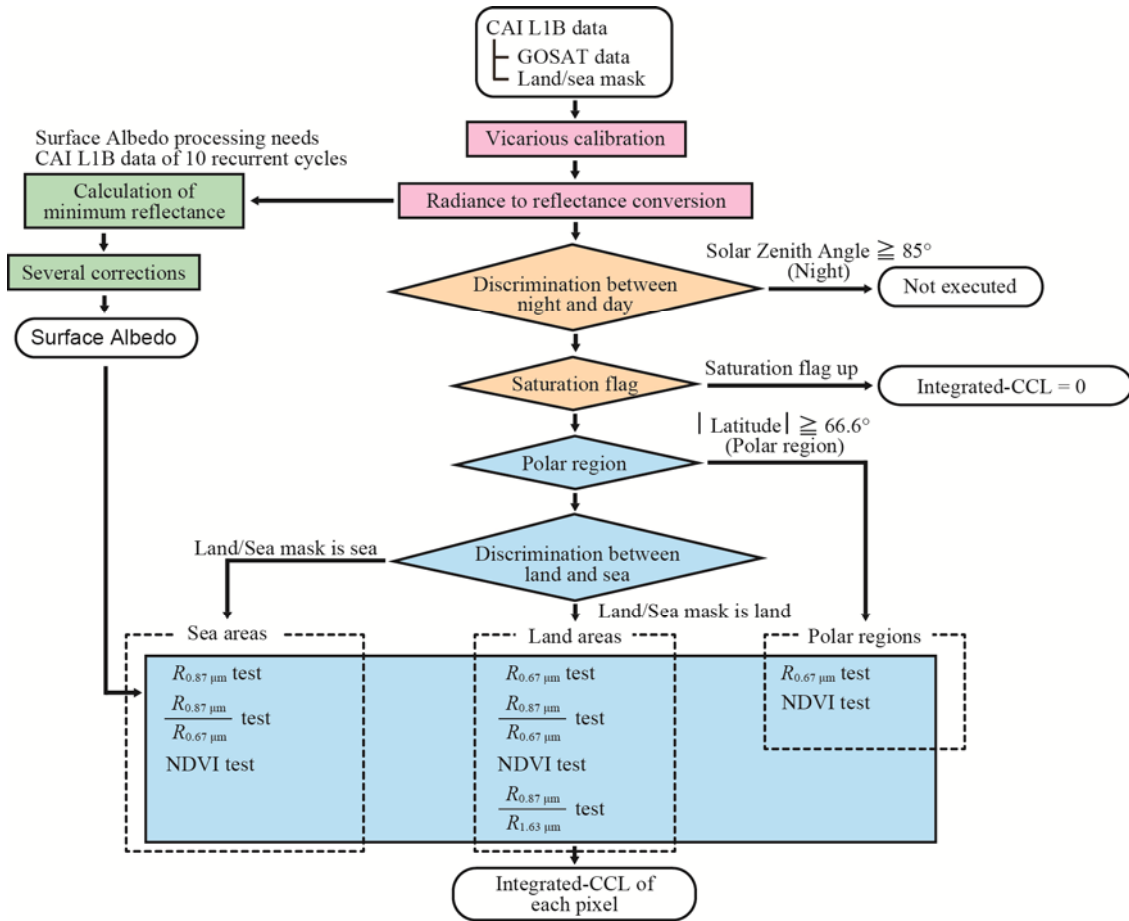 CAI L1B data
GOSAT data
Land/sea mask
Vicarious calibration
Surface Albedo processing needs
CAI L1B data of 10 recurrent cycles
Calculation of
minimum reflectance
Radiance to reflectance conversion
Several corrections
Surface Albedo
Solar Zenith Angle ≧ 85°
(Night)
Discrimination between
night and day
Not executed
Saturation flag
Saturation flag up
Integrated-CCL = 0
| Latitude | ≧ 66.6°
(Polar region)
Polar region
Land/Sea mask is sea
Discrimination between
land and sea
Land/Sea mask is land
Sea areas
R0.87 μm test
R0.87 μm
R0.67 μm
test
NDVI test
Land areas
R0.67 μm test
R0.87 μm
R0.67 μm
test
NDVI test
R0.87 μm
R1.63 μm
test
Polar regions
R0.67 μm test
NDVI test
Integrated-CCL of
each pixel